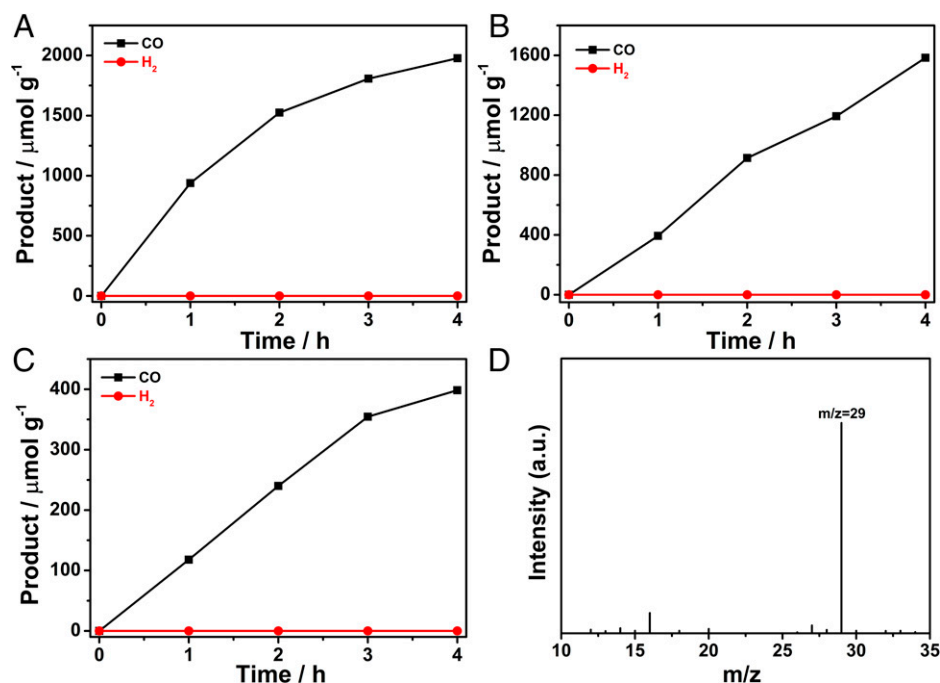 A
CO
H₂
2000
1500
1000
500
0
Product / μmol g⁻¹
0 1 2 3 4
Time / h
B
CO
H₂
1600
1200
800
400
0
Product / μmol g⁻¹
0 1 2 3 4
Time / h
C
CO
H₂
400
300
200
100
0
Product / μmol g⁻¹
0 1 2 3 4
Time / h
D
m/z=29
Intensity (a.u.)
10 15 20 25 30 35
m/z